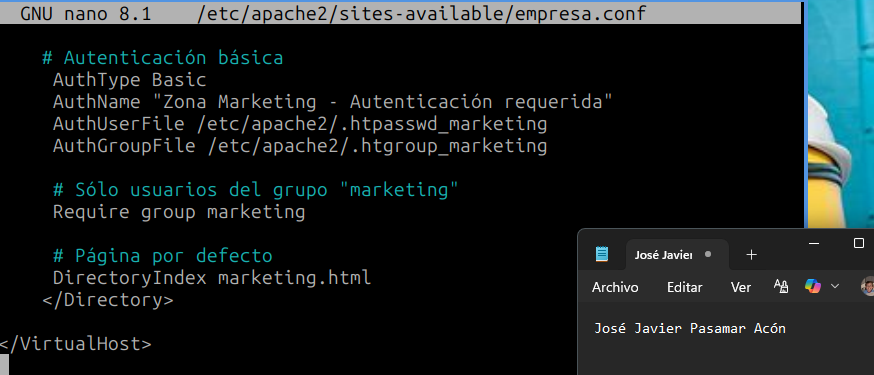 GNU nano 8.1    /etc/apache2/sites-available/empresa.conf
# Autenticación básica
AuthType Basic
AuthName "Zona Marketing - Autenticación requerida"
AuthUserFile /etc/apache2/.htpasswd_marketing
AuthGroupFile /etc/apache2/.htgroup_marketing
# Sólo usuarios del grupo "marketing"
Require group marketing
# Página por defecto
DirectoryIndex marketing.html
</Directory>
</VirtualHost>
José Javier
Archivo Editar Ver
José Javier Pasamar Acón